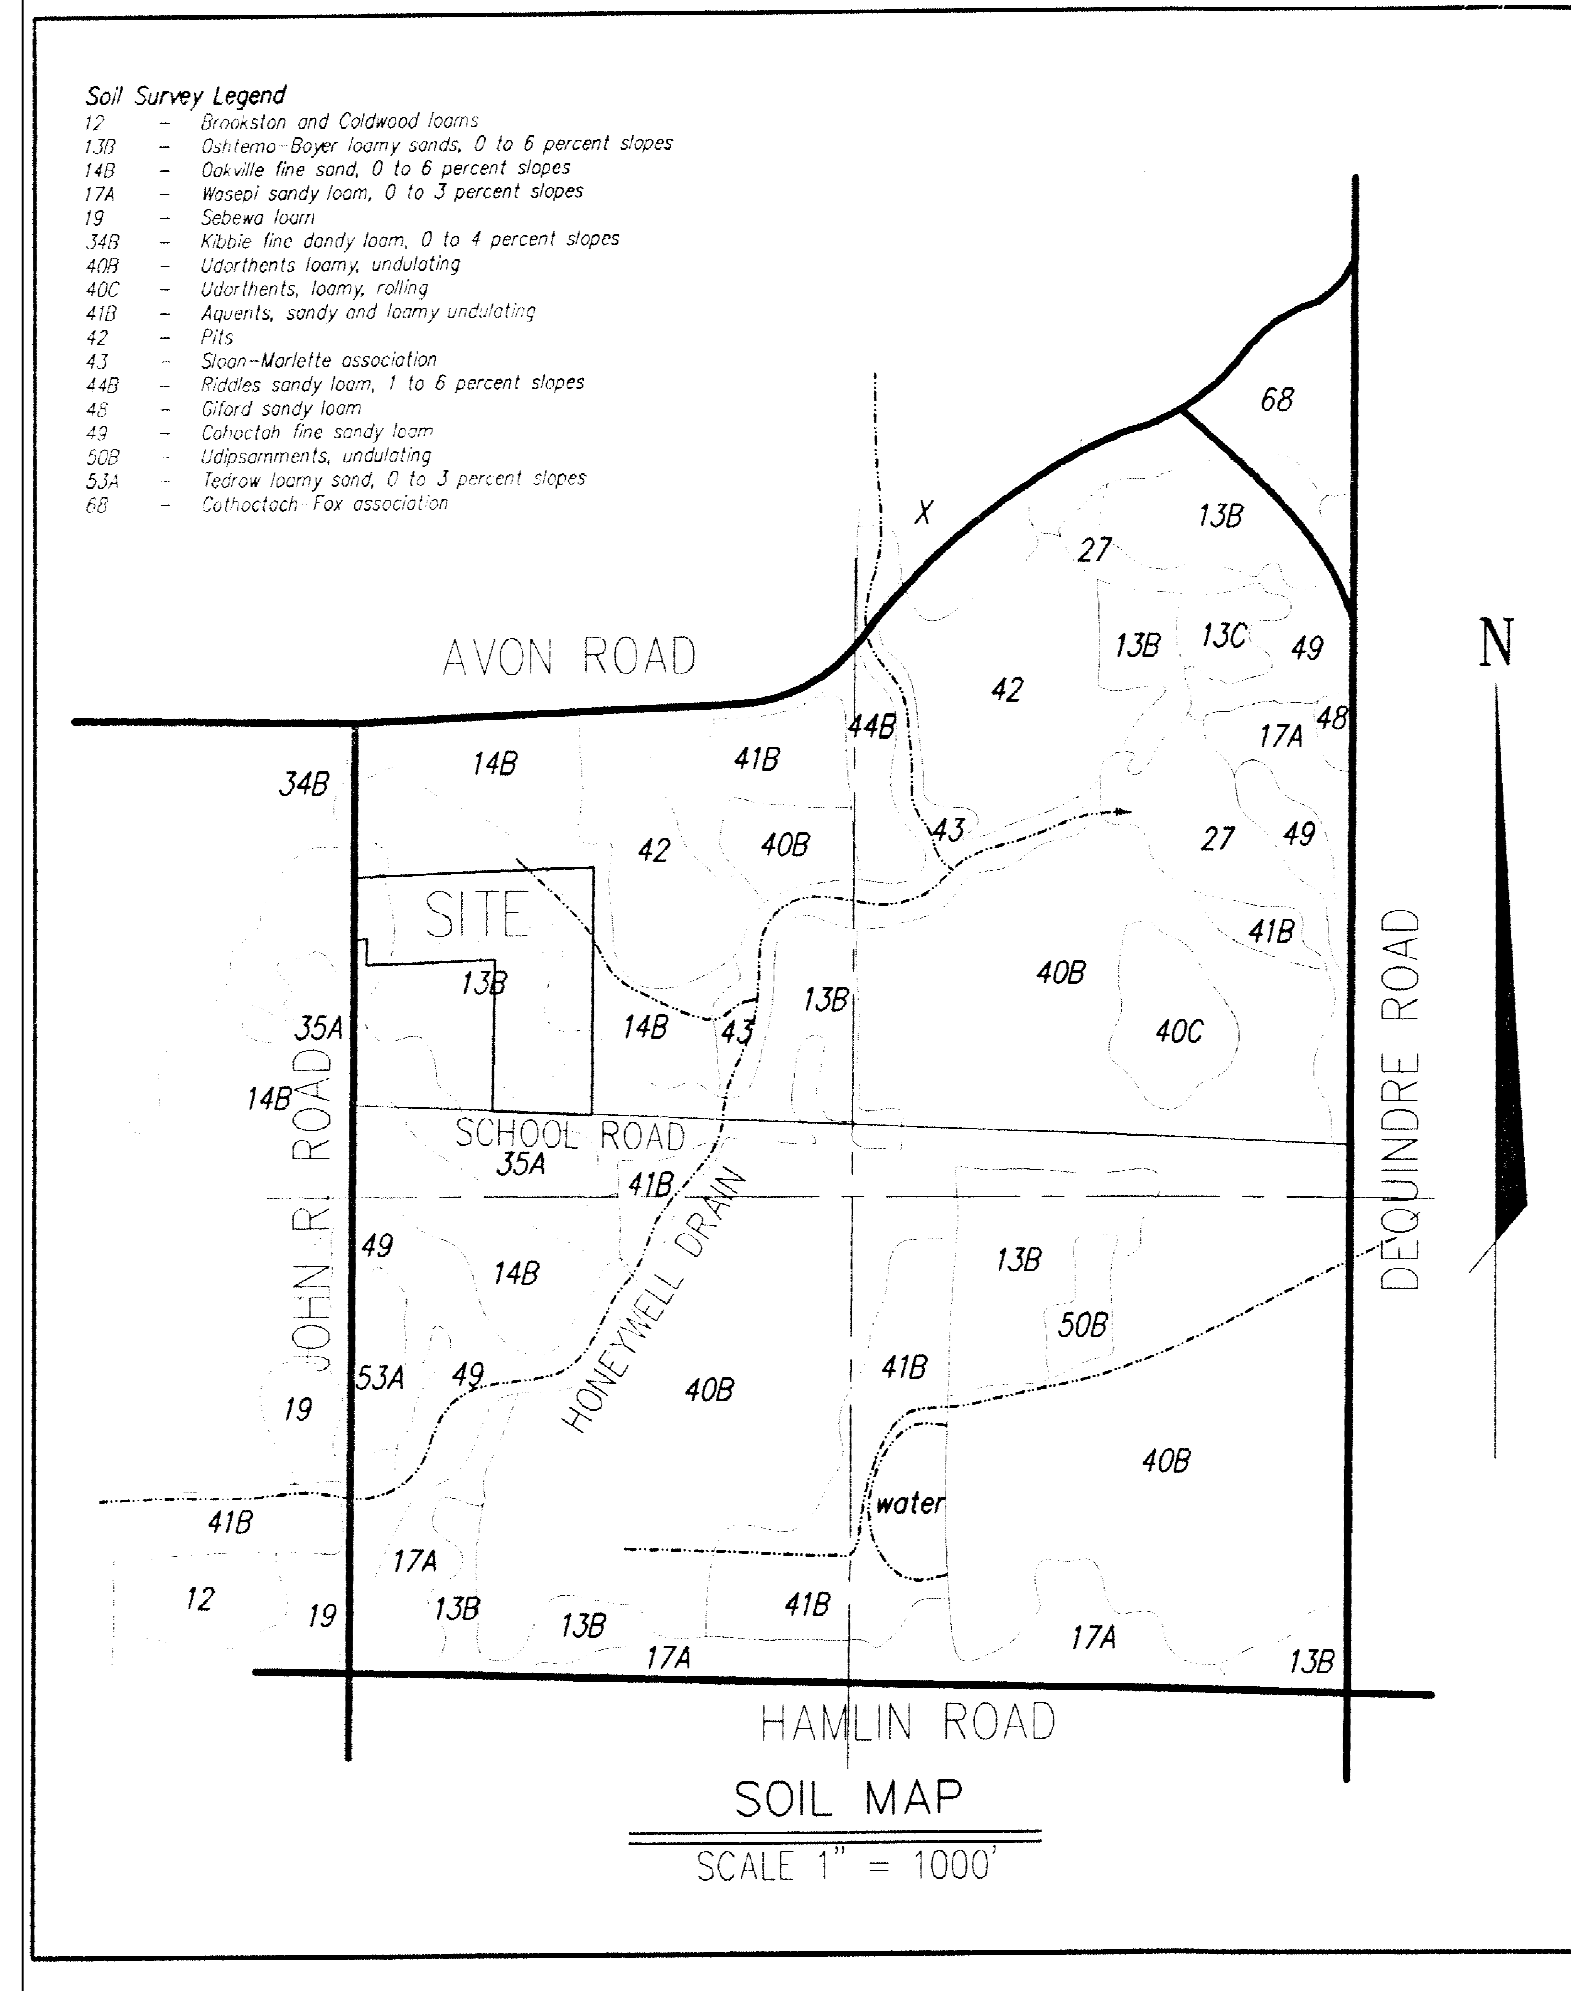 Soil Survey Legend
12 - Brookston and Coldwood loams
13B - Oshtemo-Boyer loamy sands, 0 to 6 percent slopes
14B - Oakville fine sand, 0 to 6 percent slopes
17A - Wasepi sandy loam, 0 to 3 percent slopes
19 - Sebewa loam
34B - Kibbie fine dandy loam, 0 to 4 percent slopes
40B - Udorthents loamy, undulating
40C - Udorthents, loamy, rolling
41B - Aquents, sandy and loamy undulating
42 - Pits
43 - Sloan-Marlette association
44B - Riddles sandy loam, 1 to 6 percent slopes
48 - Giford sandy loam
49 - Cohoctah fine sandy loam
50B - Udipsamments, undulating
53A - Tedrow loamy sand, 0 to 3 percent slopes
68 - Cothoctach-Fox association
68
X
13B
27
AVON ROAD
13B
13C
49
N
42
44B
17A
48
34B
14B
41B
42
40B
43
27
49
SITE
41B
DEQUINDRE ROAD
13B
40B
35A
14B
43
13B
40C
14B
JOHN R. ROAD
SCHOOL ROAD
35A
41B
HONEYWELL DRAIN
49
14B
13B
50B
53A
49
40B
41B
19
40B
water
41B
17A
12
19
13B
13B
41B
17A
17A
13B
HAMLIN ROAD
SOIL MAP
SCALE 1" = 1000'